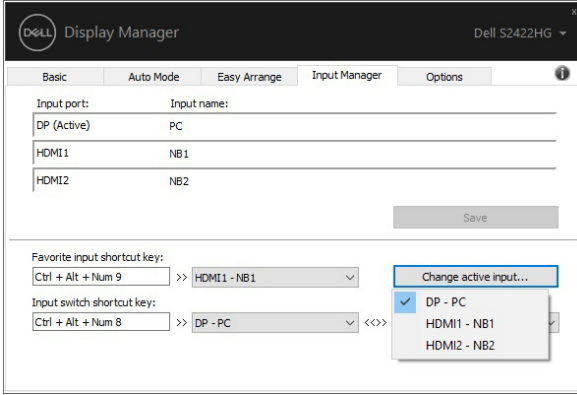 DELL Display Manager
Dell S2422HG
Basic Auto Mode Easy Arrange Input Manager Options
Input port: Input name:
DP (Active) PC
HDMI1 NB1
HDMI2 NB2
Save
Favorite input shortcut key:
Ctrl + Alt + Num 9 >> HDMI1 - NB1 Change active input...
Input switch shortcut key:
Ctrl + Alt + Num 8 >> DP - PC <<>>
DP - PC
HDMI1 - NB1
HDMI2 - NB2